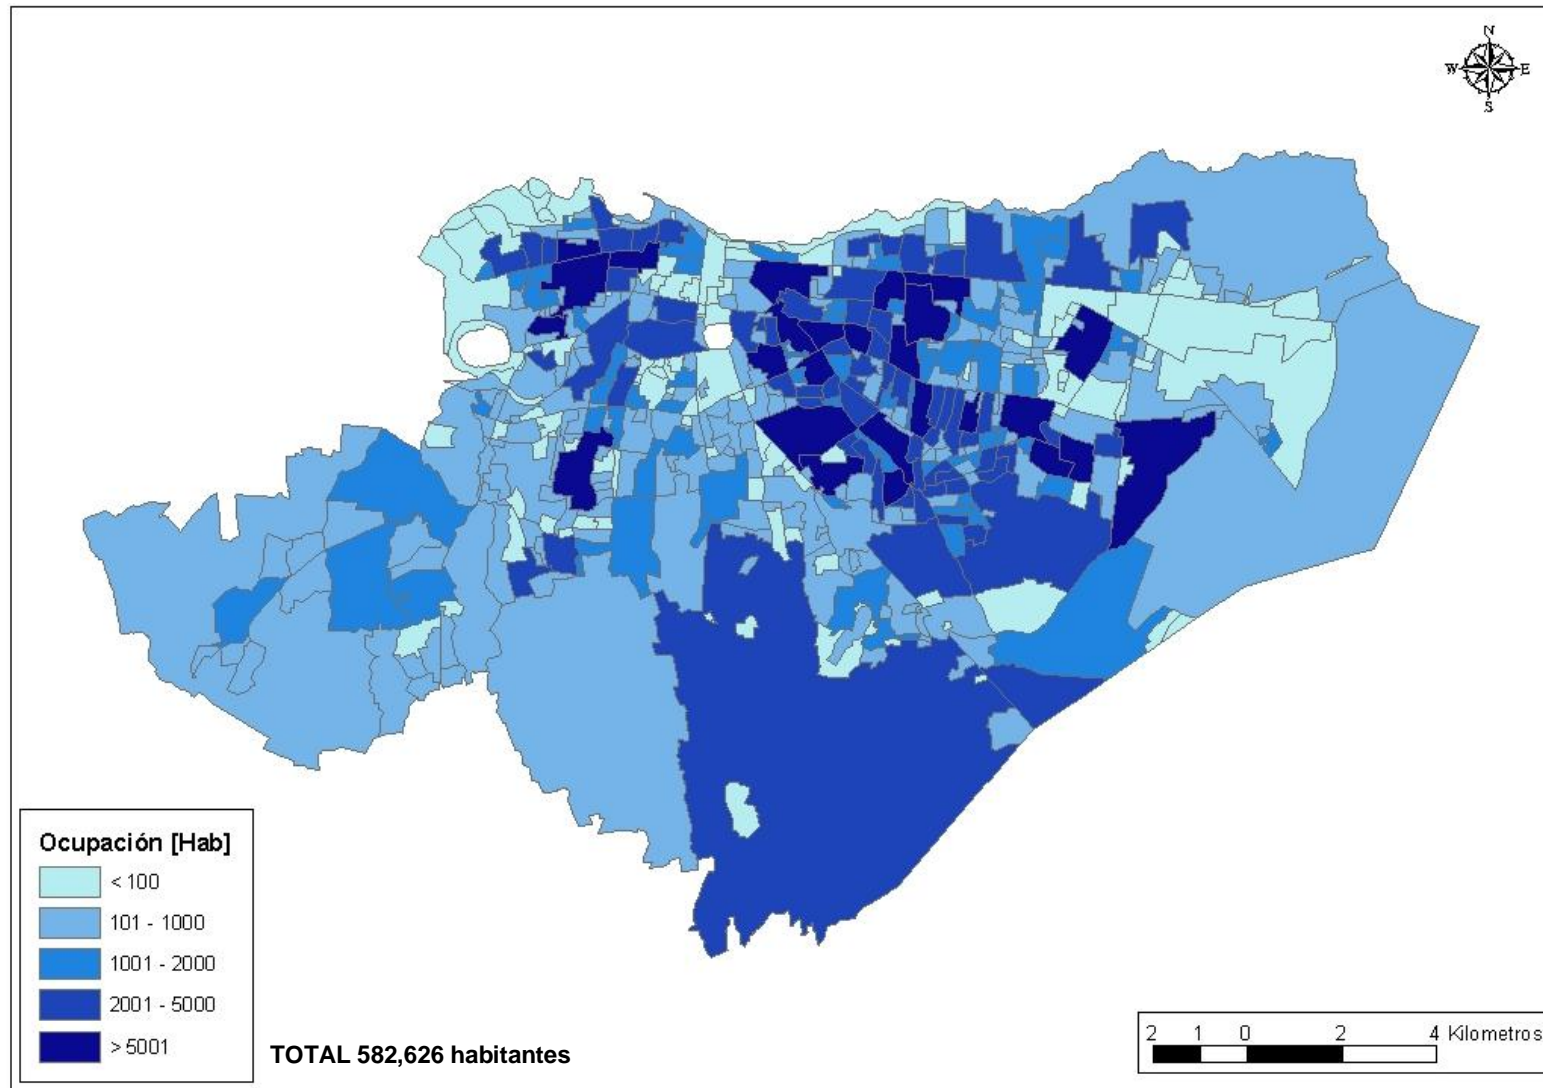 N
W E
S
Ocupación [Hab]
< 100
101 - 1000
1001 - 2000
2001 - 5000
> 5001
TOTAL 582,626 habitantes
2 1 0 2 4 Kilometros